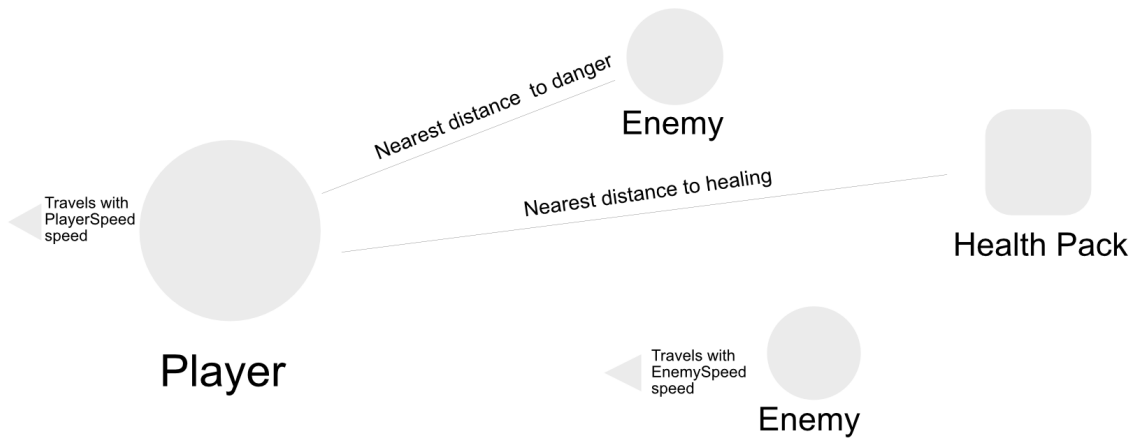 Nearest distance  to danger
Enemy
Nearest distance to healing
Health Pack
Travels with
PlayerSpeed
speed
Player
Travels with
EnemySpeed
speed
Enemy